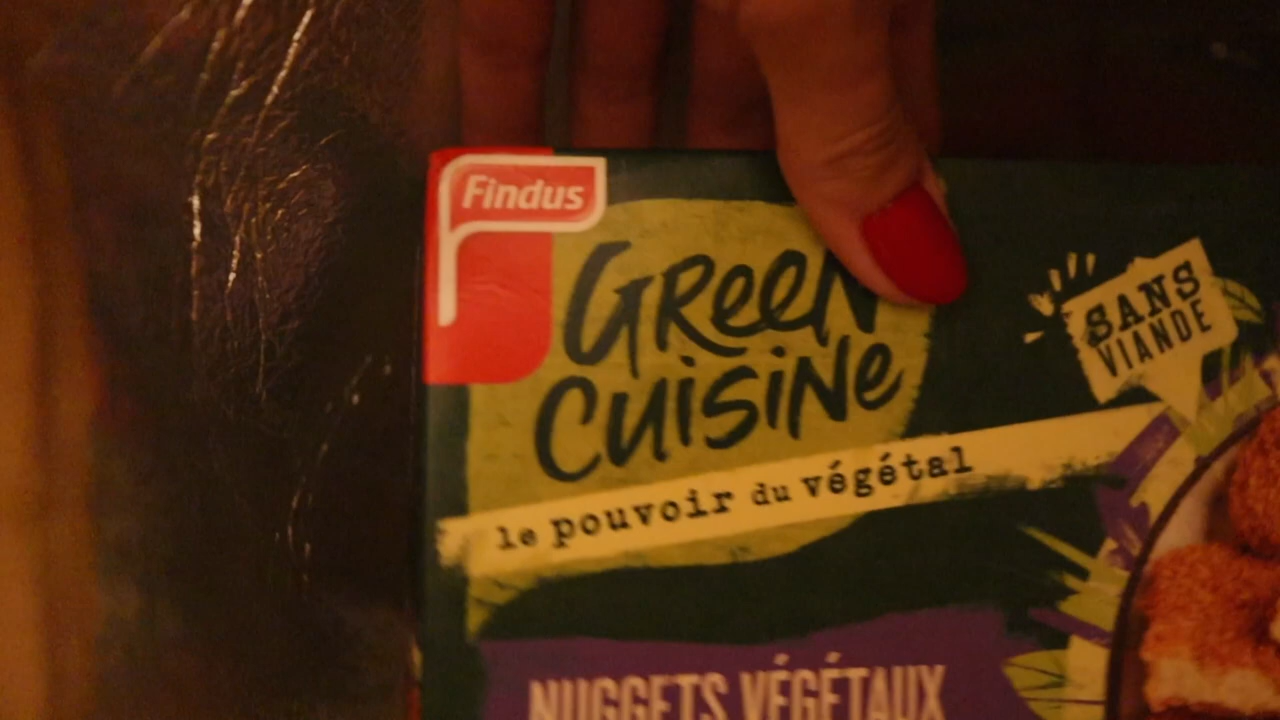 Findus
GReeN
CUiSiNe
le pouvoir du végétal
SANS
VIANDE
NUGGETS VÉGÉTAUX